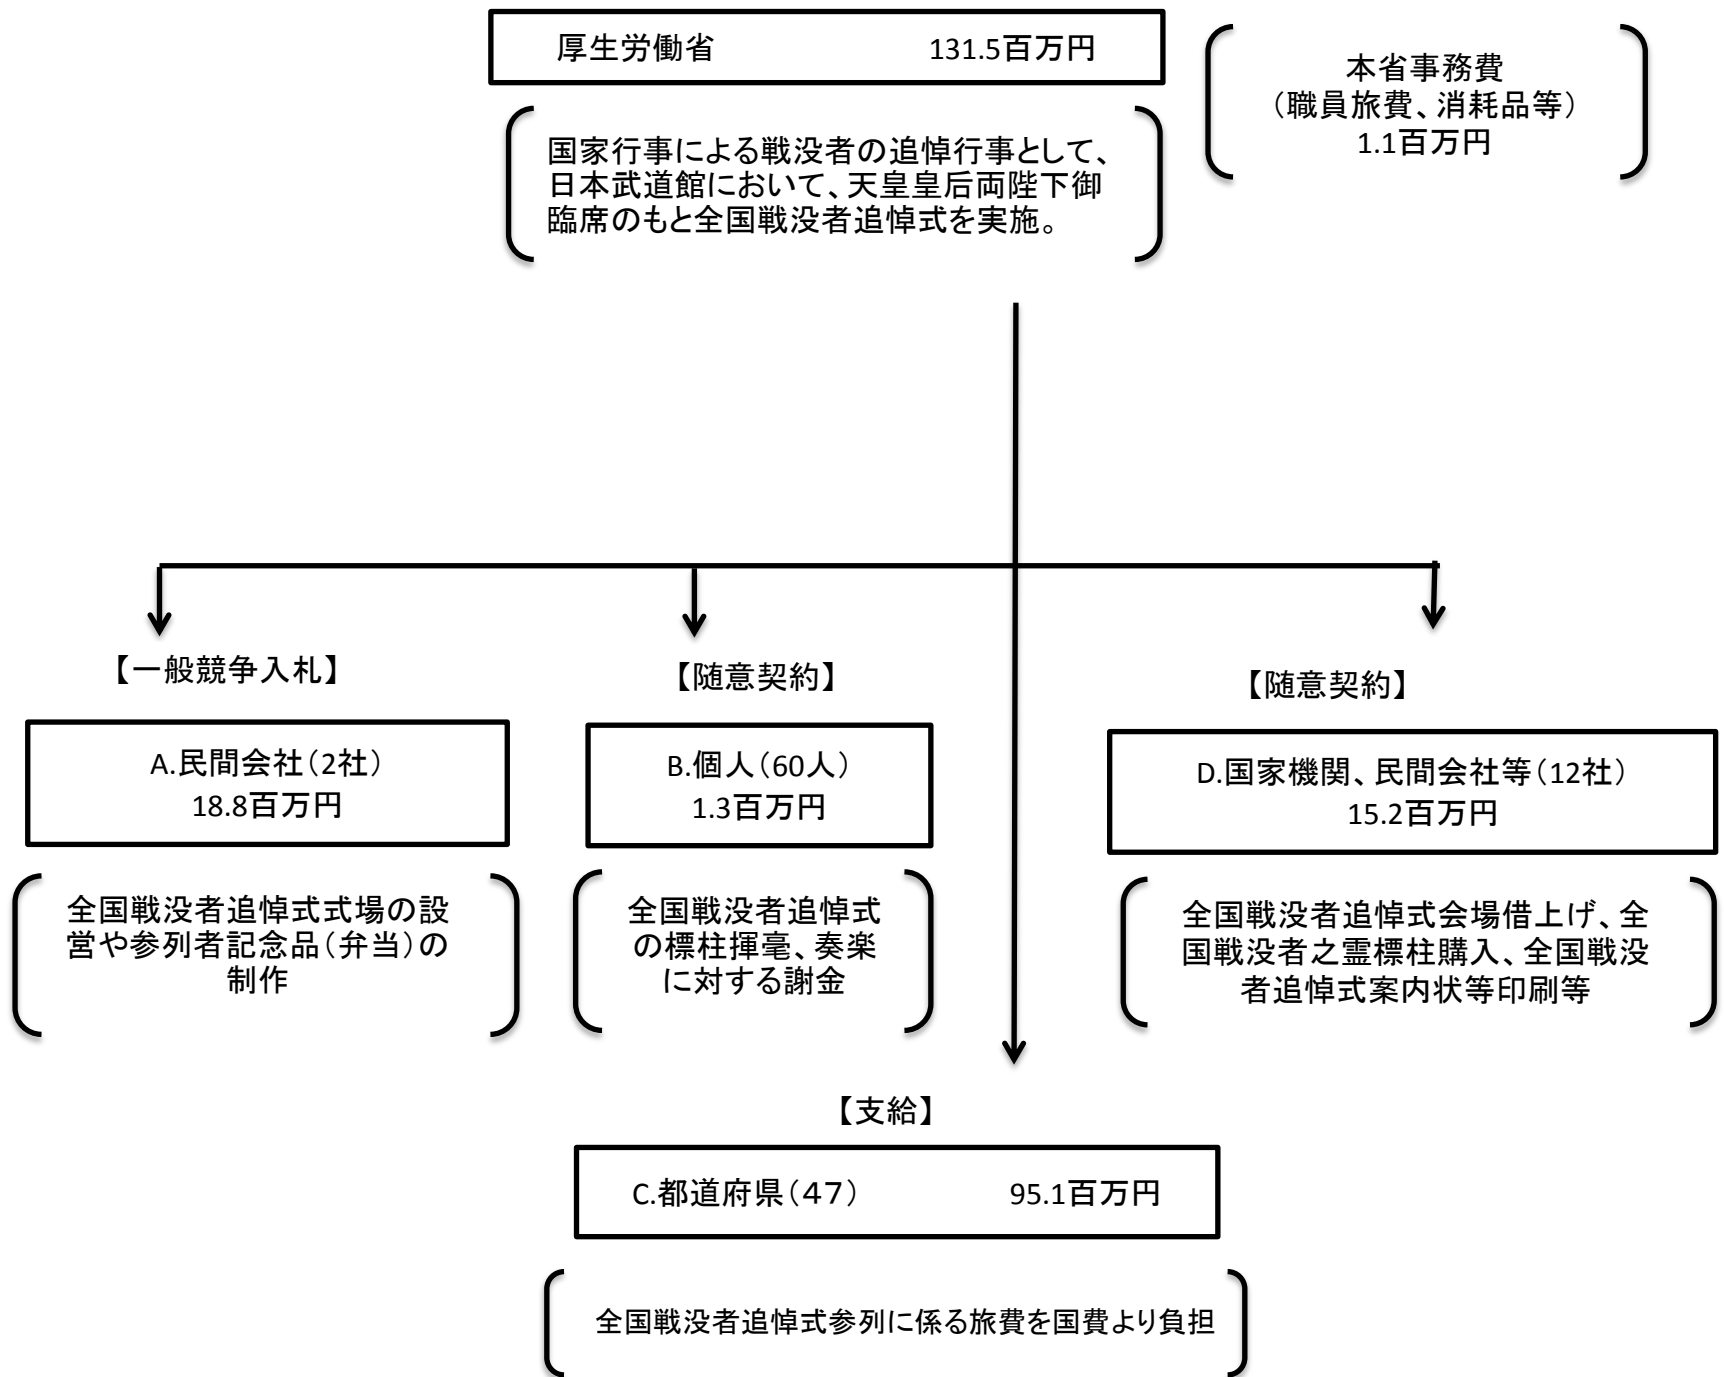 厚生労働省 131.5百万円
本省事務費
（職員旅費、消耗品等）
1.1百万円
国家行事による戦没者の追悼行事として、
日本武道館において、天皇皇后両陛下御
臨席のもと全国戦没者追悼式を実施。
【一般競争入札】
A.民間会社（2社）
18.8百万円
全国戦没者追悼式式場の設
営や参列者記念品（弁当）の
制作
【随意契約】
B.個人（60人）
1.3百万円
全国戦没者追悼式
の標柱揮毫、奏楽
に対する謝金
【随意契約】
D.国家機関、民間会社等（12社）
15.2百万円
全国戦没者追悼式会場借上げ、全
国戦没者之霊標柱購入、全国戦没
者追悼式案内状等印刷等
【支給】
C.都道府県（４７） 95.1百万円
全国戦没者追悼式参列に係る旅費を国費より負担